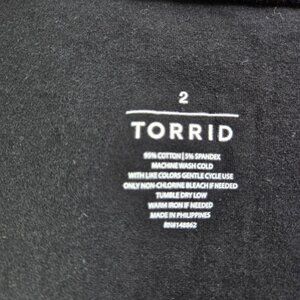 2
TORRID
95% COTTON | 5% SPANDEX
MACHINE WASH COLD
WITH LIKE COLORS GENTLE CYCLE USE
ONLY NON-CHLORINE BLEACH IF NEEDED
TUMBLE DRY LOW
WARM IRON IF NEEDED
MADE IN PHILIPPINES
RN#148862